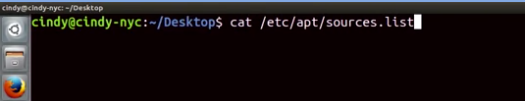 cindy@cindy-nyc: ~/Desktop
cindy@cindy-nyc:~/Desktop$ cat /etc/apt/sources.list